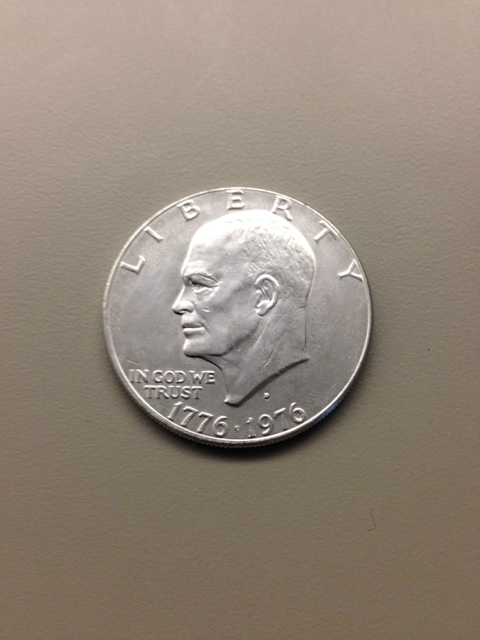 LIBERTY
IN GOD WE
TRUST
D
1776 · 1976